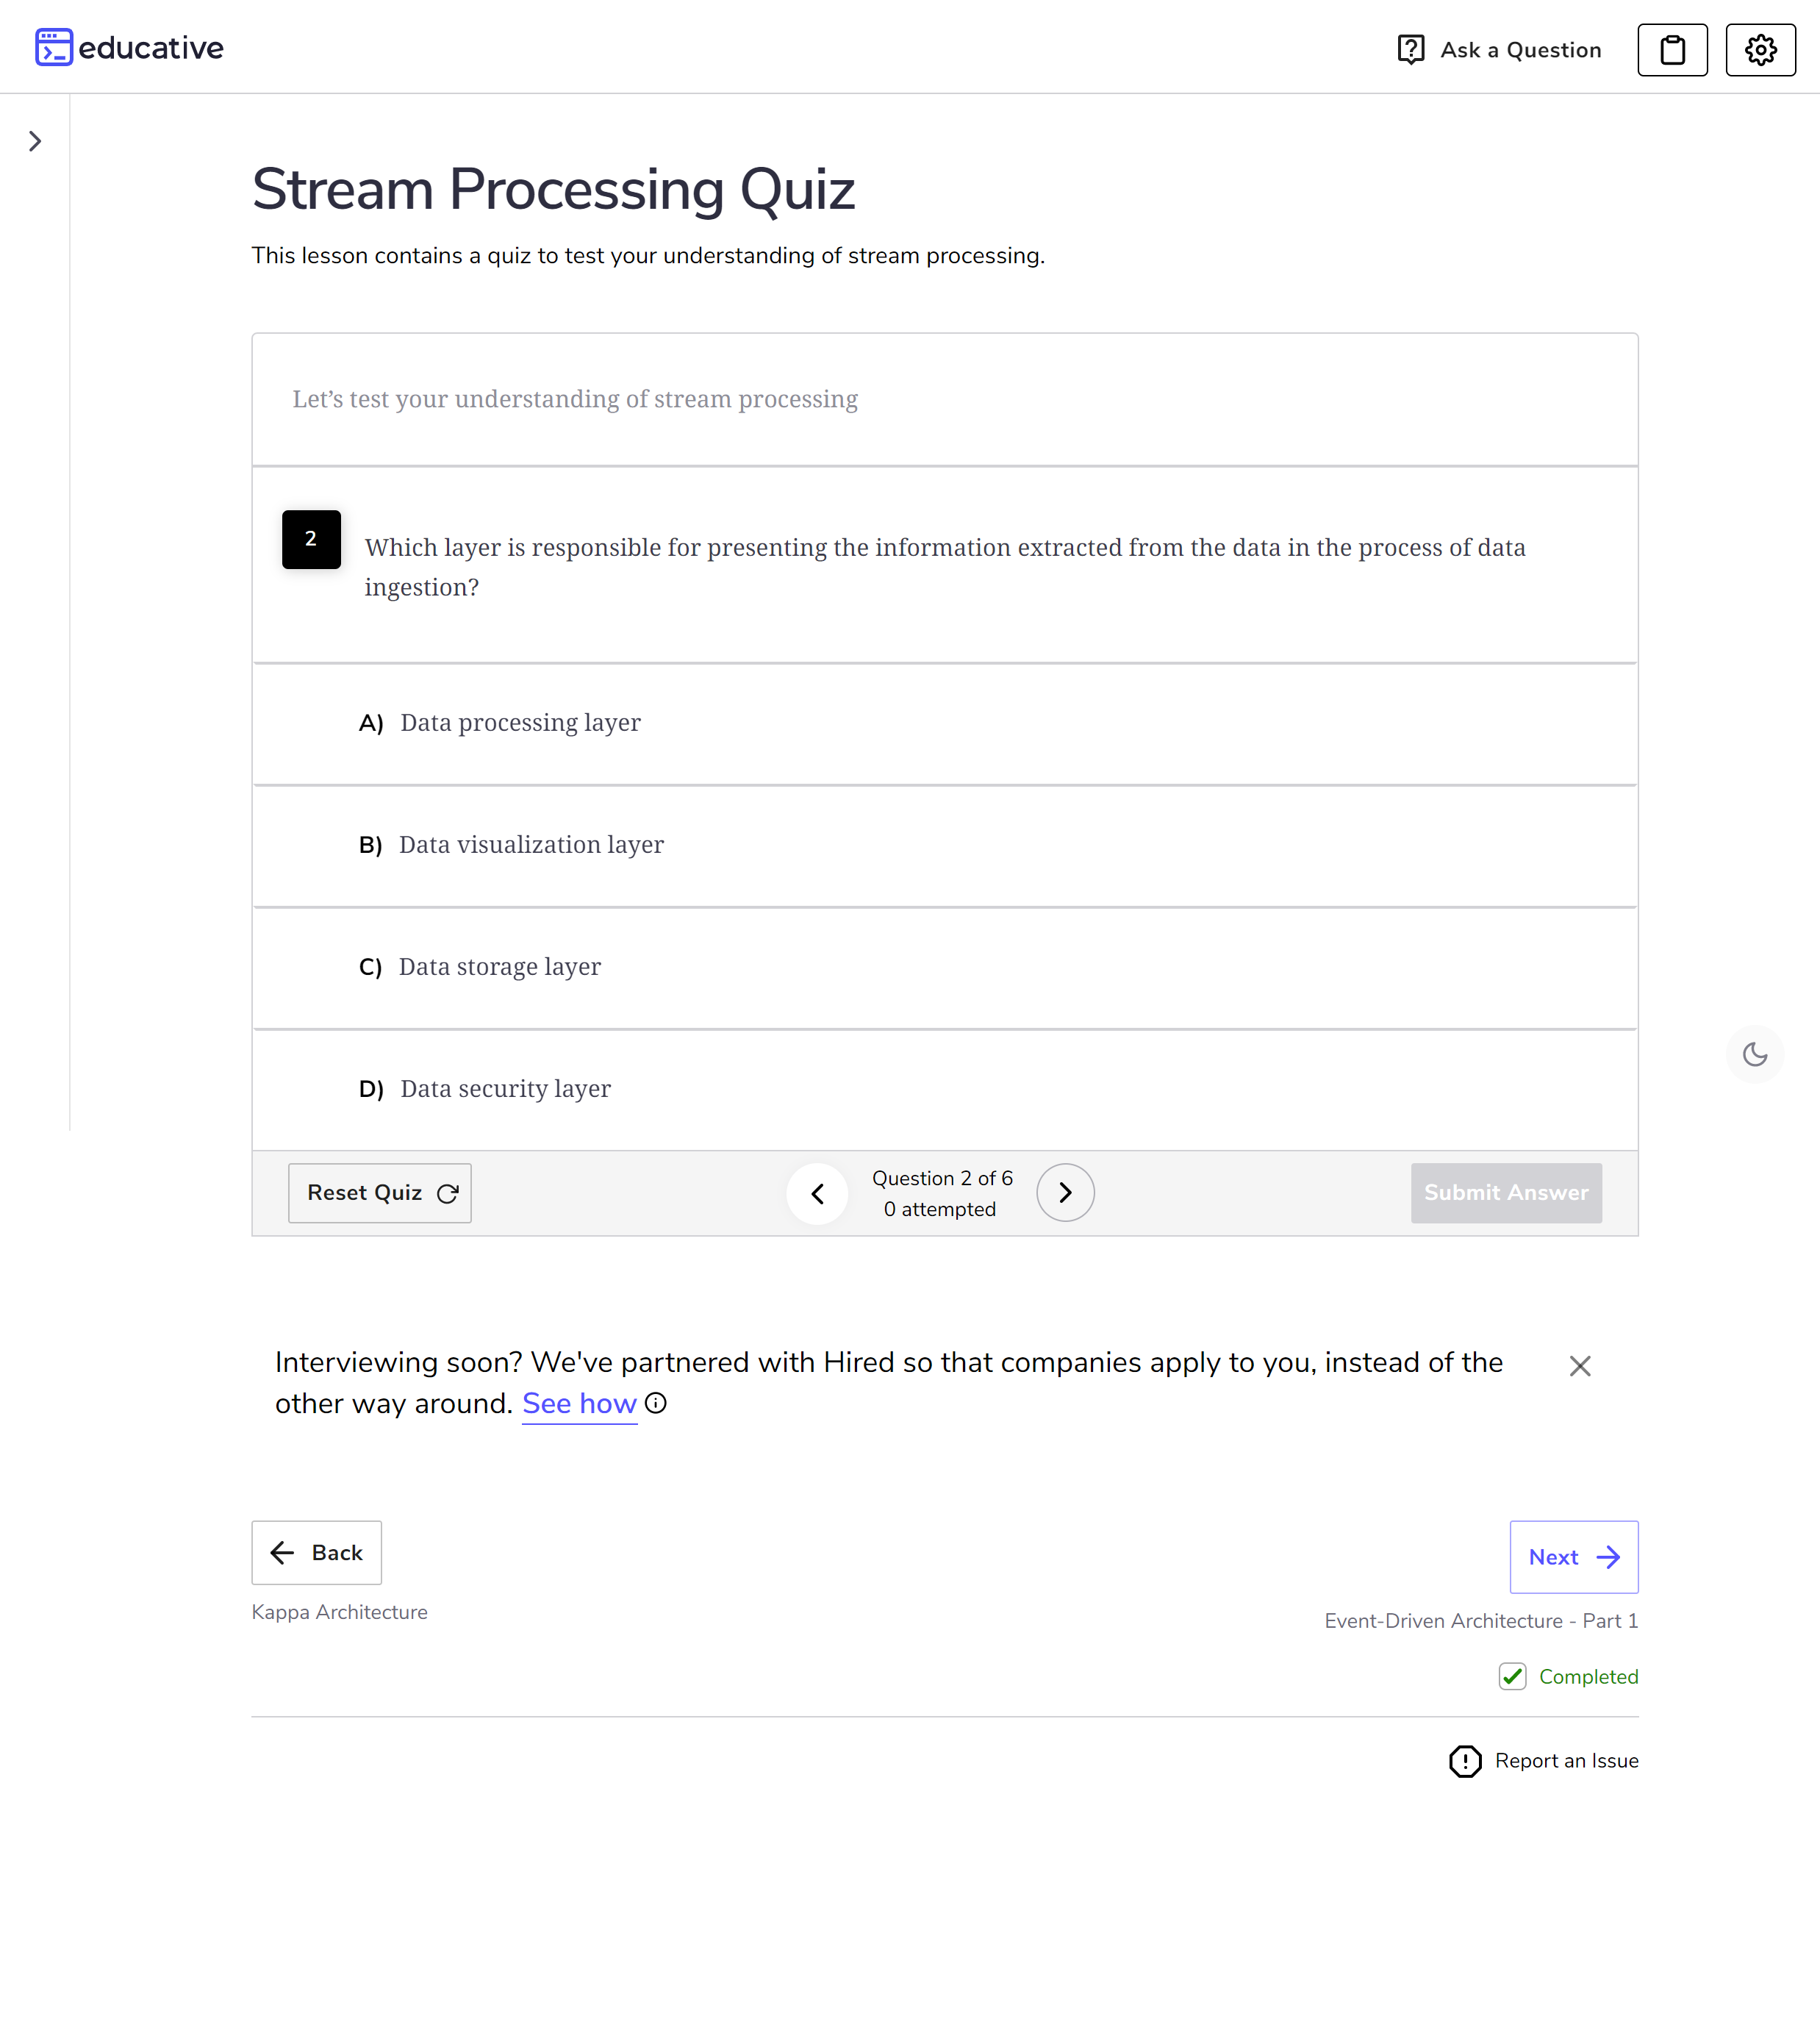 educative
Ask a Question
Stream Processing Quiz
This lesson contains a quiz to test your understanding of stream processing.
Let’s test your understanding of stream processing
2
Which layer is responsible for presenting the information extracted from the data in the process of data
ingestion?
A) Data processing layer
B) Data visualization layer
C) Data storage layer
D) Data security layer
Reset Quiz
Question 2 of 6
0 attempted
Submit Answer
Interviewing soon? We've partnered with Hired so that companies apply to you, instead of the
other way around. See how
Back
Next
Kappa Architecture
Event-Driven Architecture - Part 1
Completed
Report an Issue